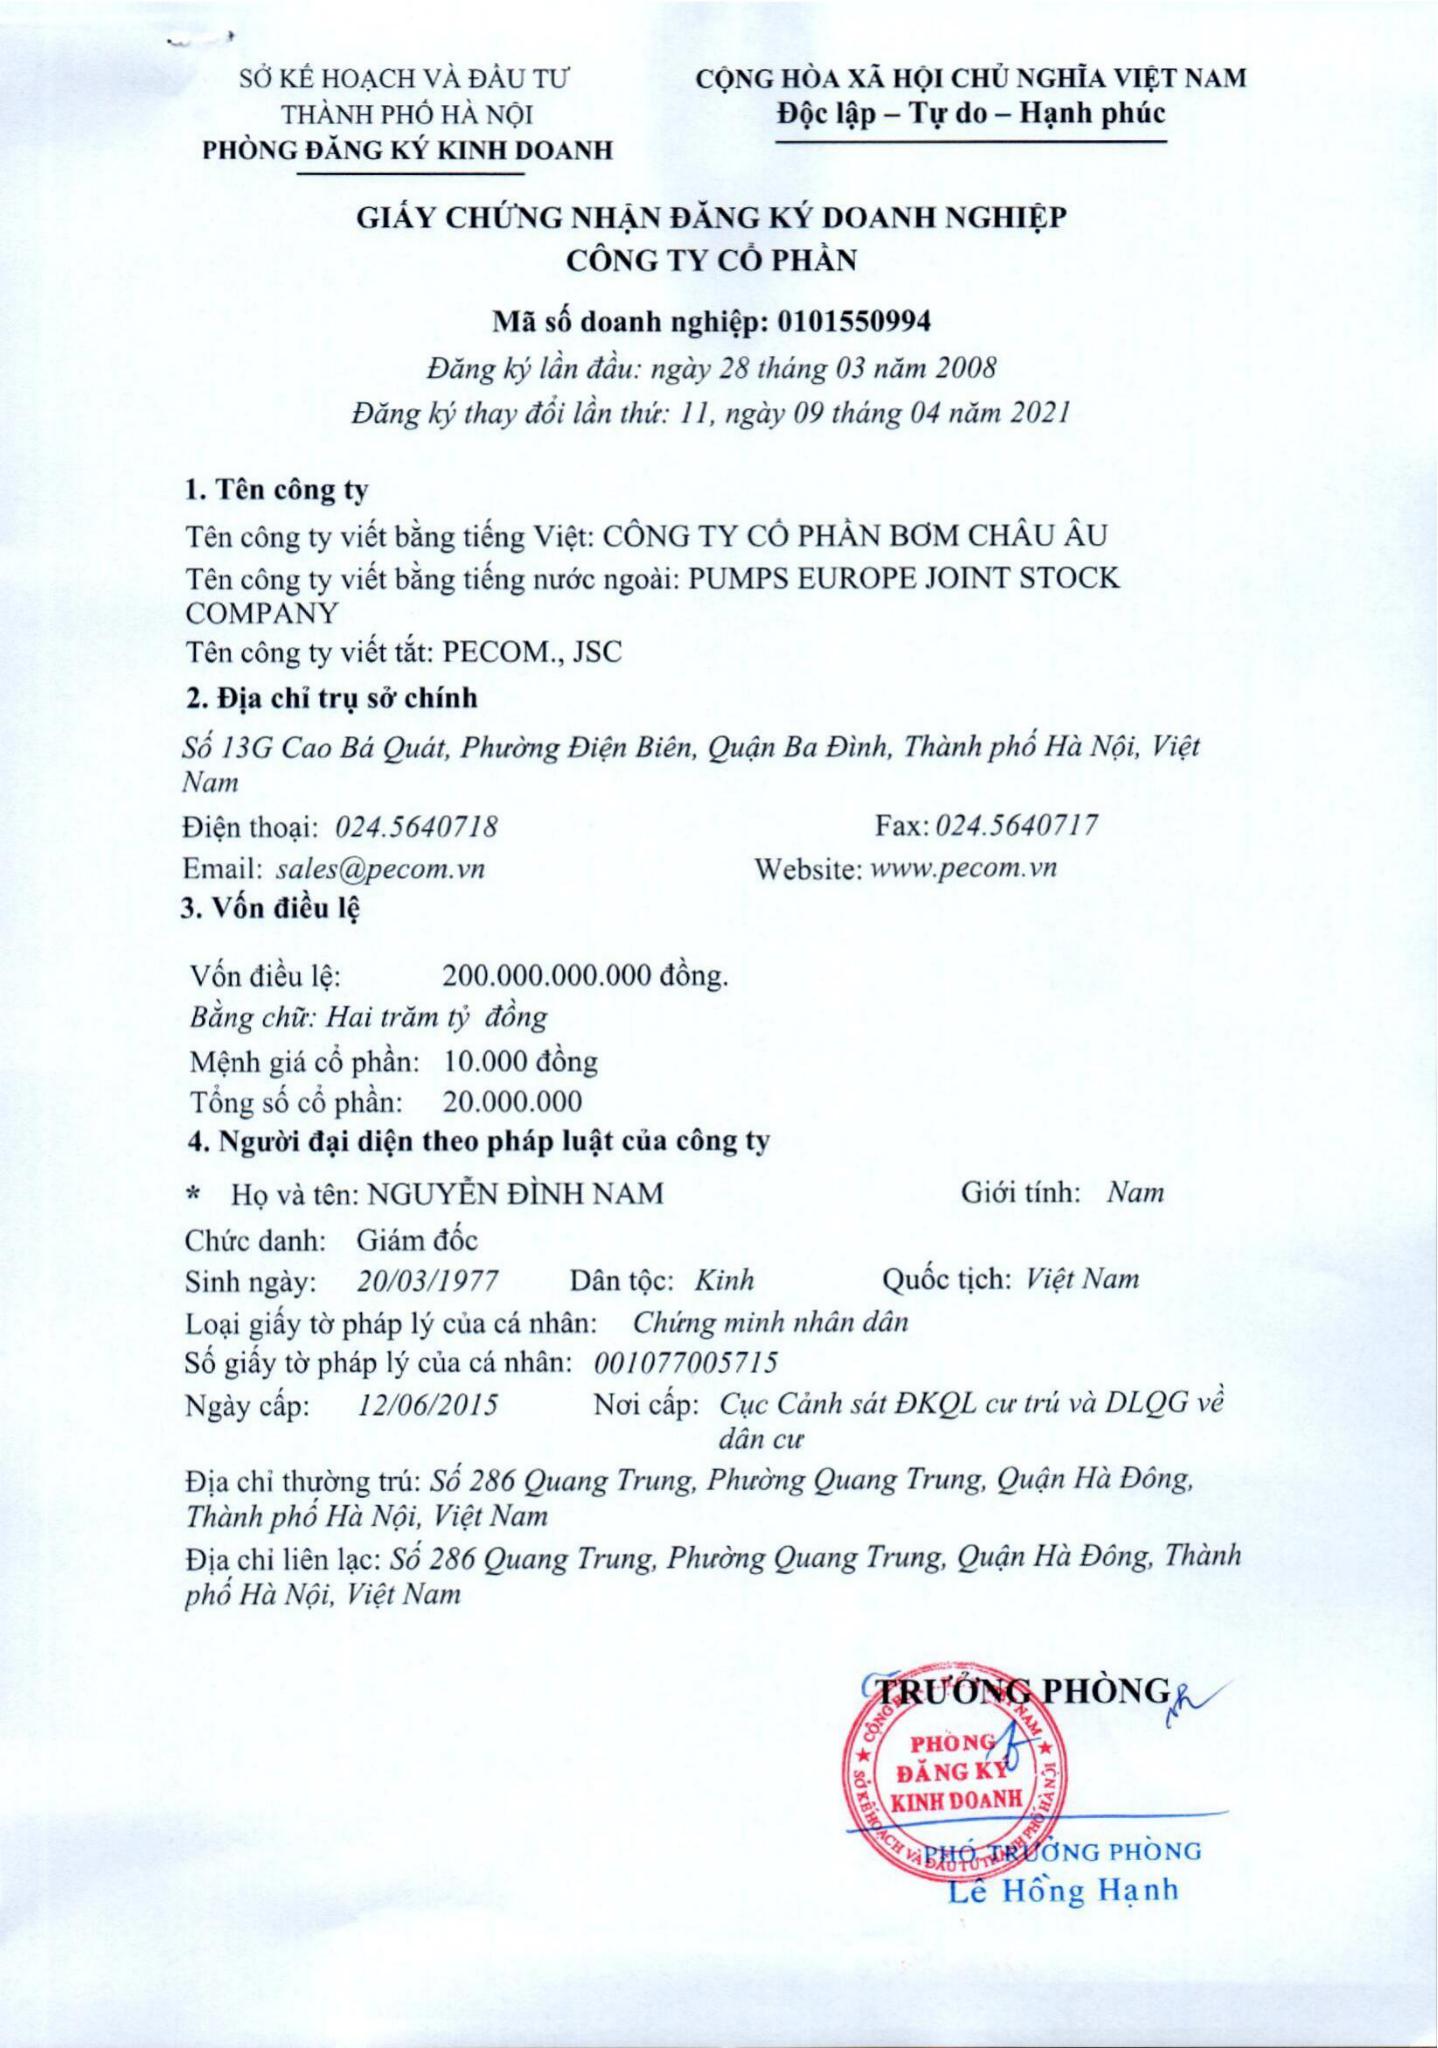 SỞ KẾ HOẠCH VÀ ĐẦU TƯ
THÀNH PHỐ HÀ NỘI
PHÒNG ĐĂNG KÝ KINH DOANH
CỘNG HÒA XÃ HỘI CHỦ NGHĨA VIỆT NAM
Độc lập – Tự do – Hạnh phúc
GIẤY CHỨNG NHẬN ĐĂNG KÝ DOANH NGHIỆP
CÔNG TY CỔ PHẦN
Mã số doanh nghiệp: 0101550994
Đăng ký lần đầu: ngày 28 tháng 03 năm 2008
Đăng ký thay đổi lần thứ: 11, ngày 09 tháng 04 năm 2021
1. Tên công ty
Tên công ty viết bằng tiếng Việt: CÔNG TY CỔ PHẦN BƠM CHÂU ÂU
Tên công ty viết bằng tiếng nước ngoài: PUMPS EUROPE JOINT STOCK
COMPANY
Tên công ty viết tắt: PECOM., JSC
2. Địa chỉ trụ sở chính
Số 13G Cao Bá Quát, Phường Điện Biên, Quận Ba Đình, Thành phố Hà Nội, Việt
Nam
Điện thoại: 024.5640718 Fax: 024.5640717
Email: sales@pecom.vn Website: www.pecom.vn
3. Vốn điều lệ
Vốn điều lệ: 200.000.000.000 đồng.
Bằng chữ: Hai trăm tỷ đồng
Mệnh giá cổ phần: 10.000 đồng
Tổng số cổ phần: 20.000.000
4. Người đại diện theo pháp luật của công ty
* Họ và tên: NGUYỄN ĐÌNH NAM Giới tính: Nam
Chức danh: Giám đốc
Sinh ngày: 20/03/1977 Dân tộc: Kinh Quốc tịch: Việt Nam
Loại giấy tờ pháp lý của cá nhân: Chứng minh nhân dân
Số giấy tờ pháp lý của cá nhân: 001077005715
Ngày cấp: 12/06/2015 Nơi cấp: Cục Cảnh sát ĐKQL cư trú và DLQG về
dân cư
Địa chỉ thường trú: Số 286 Quang Trung, Phường Quang Trung, Quận Hà Đông,
Thành phố Hà Nội, Việt Nam
Địa chỉ liên lạc: Số 286 Quang Trung, Phường Quang Trung, Quận Hà Đông, Thành
phố Hà Nội, Việt Nam
TRƯỞNG PHÒNG
PHÒNG
ĐĂNG KÝ
KINH DOANH
SỞ KẾ HOẠCH VÀ ĐẦU TƯ THÀNH PHỐ HÀ NỘI
PHÓ TRƯỞNG PHÒNG
Lê Hồng Hạnh